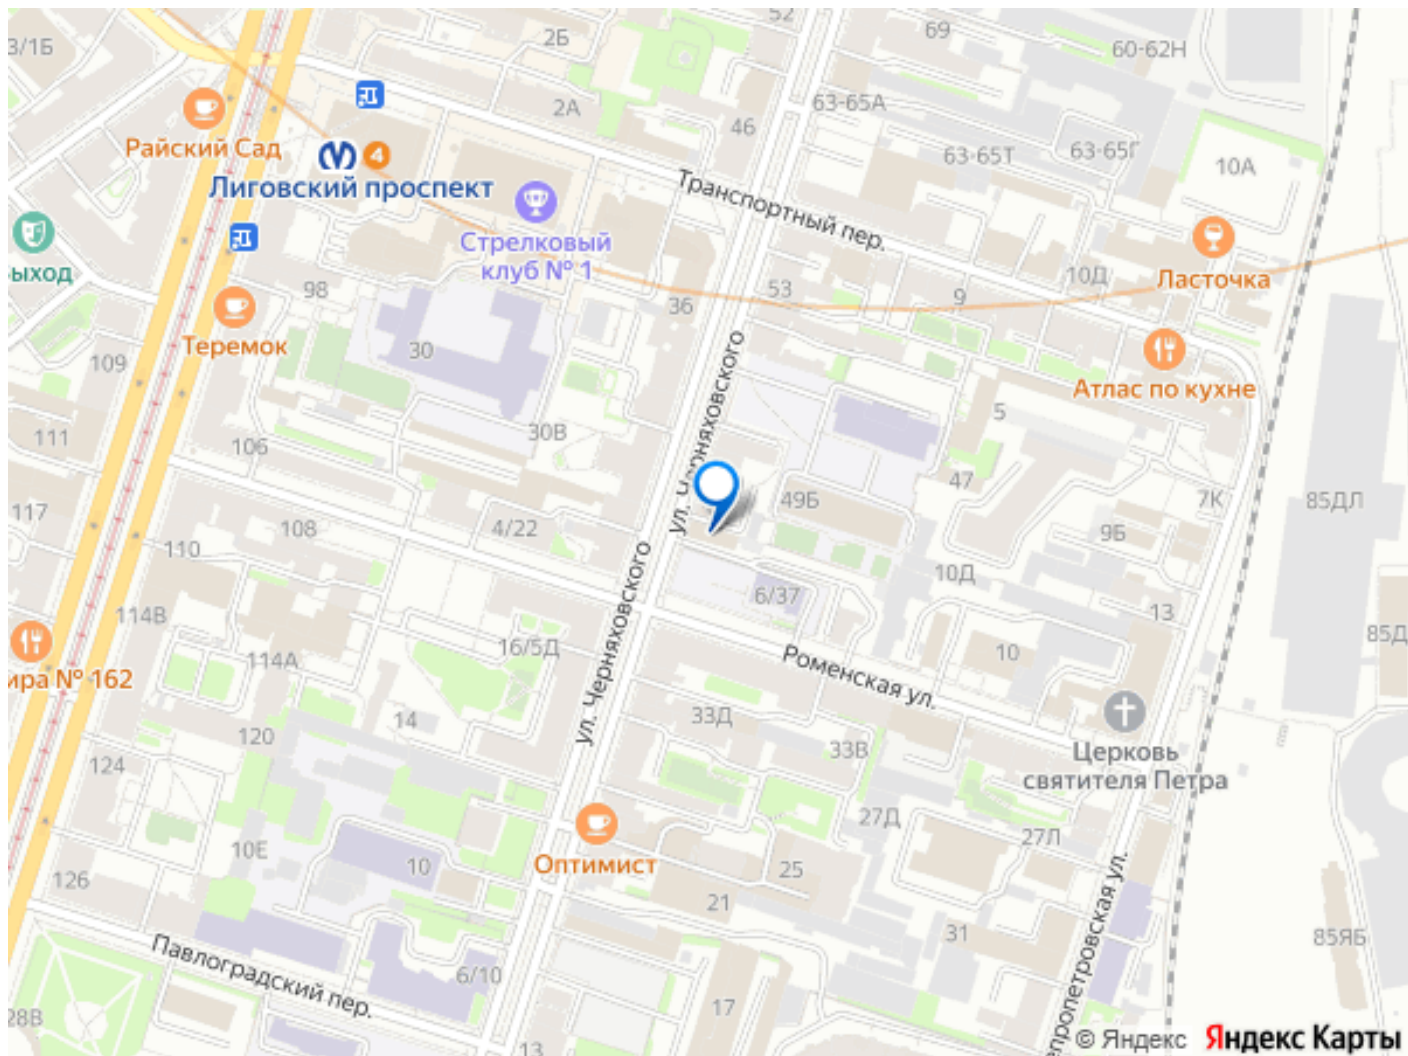 52
69
60-62Н
3/1Б
2Б
2А
46
63-65А
63-65Т
63-65Г
10А
Райский Сад
4
Лиговский проспект
Транспортный пер.
Стрелковый
клуб № 1
Ласточка
ыход
98
36
53
9
10Д
Теремок
30
109
Атлас по кухне
ул. Черняховского
5
111
106
30В
47
49Б
7К
85ДЛ
117
108
4/22
110
9Б
10Д
6/37
13
114В
85Д
ул. Черняховского
16/5Д
114А
Роменская ул.
10
ира № 162
14
33Д
120
33В
Церковь
святителя Петра
124
27Д
27Л
10Е
10
Оптимист
25
126
21
31
85ЯБ
Павлоградский пер.
6/10
17
28В
13
епропетровская ул.
© Яндекс Яндекс Карты